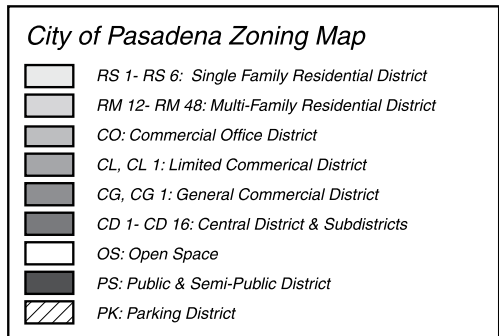 City of Pasadena Zoning Map
RS 1- RS 6: Single Family Residential District
RM 12- RM 48: Multi-Family Residential District
CO: Commercial Office District
CL, CL 1: Limited Commerical District
CG, CG 1: General Commercial District
CD 1- CD 16: Central District & Subdistricts
OS: Open Space
PS: Public & Semi-Public District
PK: Parking District